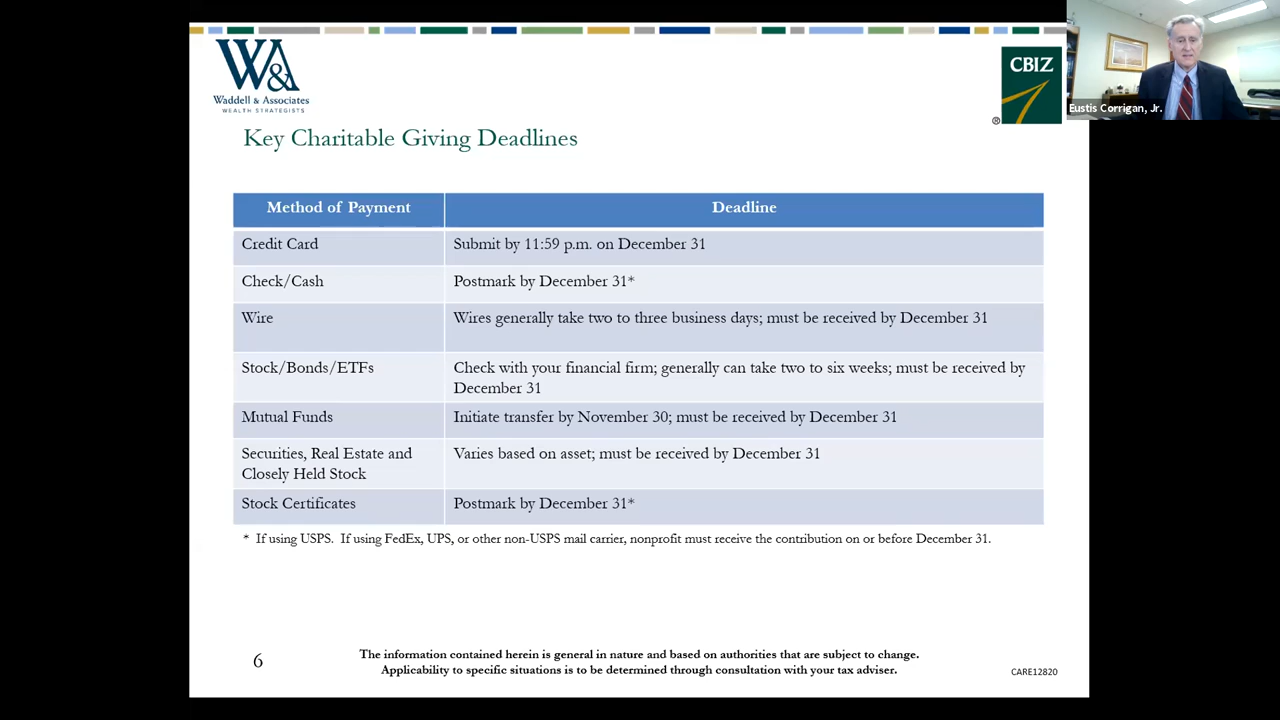 W&A
Waddell & Associates
WEALTH STRATEGISTS
CBIZ
®
Eustis Corrigan, Jr.
Key Charitable Giving Deadlines
Method of Payment Deadline
Credit Card Submit by 11:59 p.m. on December 31
Check/Cash Postmark by December 31*
Wire Wires generally take two to three business days; must be received by December 31
Stock/Bonds/ETFs Check with your financial firm; generally can take two to six weeks; must be received by
December 31
Mutual Funds Initiate transfer by November 30; must be received by December 31
Securities, Real Estate and Varies based on asset; must be received by December 31
Closely Held Stock
Stock Certificates Postmark by December 31*
* If using USPS. If using FedEx, UPS, or other non-USPS mail carrier, nonprofit must receive the contribution on or before December 31.
6
The information contained herein is general in nature and based on authorities that are subject to change.
Applicability to specific situations is to be determined through consultation with your tax adviser.
CARE12820